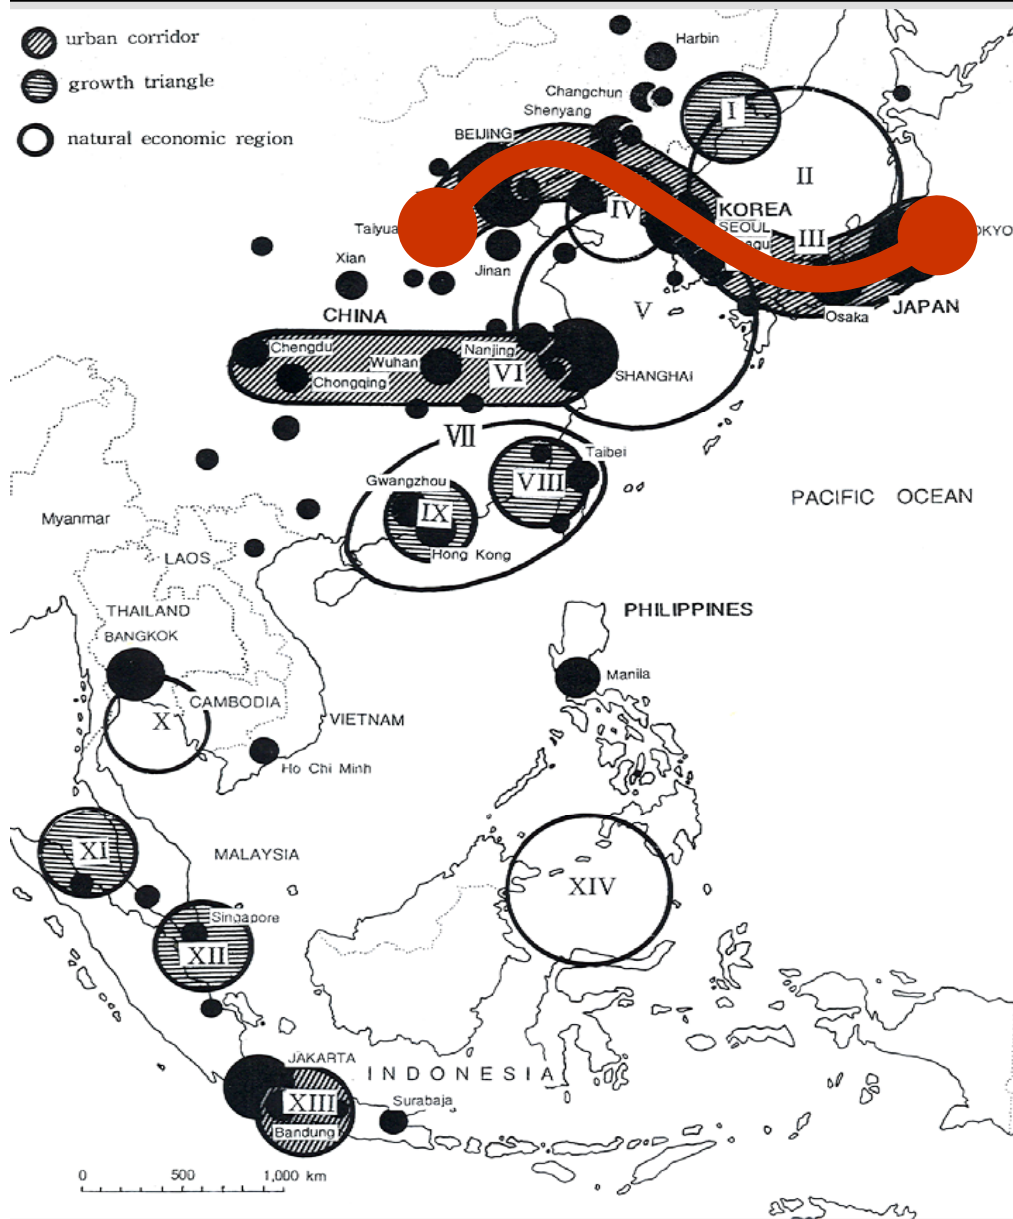 urban corridor
growth triangle
natural economic region
Harbin
Changchun
Shenyang
BEIJING
I
II
Taiyua
IV
KOREA
SEOUL
III
OKYO
Jinan
Xian
CHINA
V
Osaka
JAPAN
Chengdu
Wuhan
Nanjing
VI
Chongqing
SHANGHAI
VII
Taibei
Gwangzhou
VIII
IX
Hong Kong
PACIFIC OCEAN
Myanmar
LAOS
THAILAND
BANGKOK
PHILIPPINES
Manila
CAMBODIA
X
VIETNAM
Ho Chi Minh
XI
MALAYSIA
XIV
Singapore
XII
JAKARTA
INDONESIA
XIII
Surabaja
Bandung
0 500 1,000 km